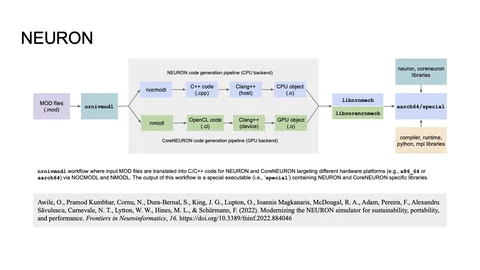 NEURON
NEURON code generation pipeline (CPU backend)
MOD files
(.mod)
nrnivmodl
nocmodl
C++ code
(.cpp)
Clang++
(host)
CPU object
(.o)
nmodl
OpenCL code
(.cl)
Clang++
(device)
GPU object
(.o)
CoreNEURON code generation pipeline (GPU backend)
libnrnmech
libcorenrnmech
neuron, coreneuron
libraries
aarch64/special
compiler, runtime,
python, mpi libraries
nrnivmodl workflow where input MOD files are translated into C/C++ code for NEURON and CoreNEURON targeting different hardware platforms (e.g., x86_64 or
aarch64) via NOCMODL and NMODL. The output of this workflow is a special executable (i.e., 'special') containing NEURON and CoreNEURON specific libraries.
Awile, O., Pramod Kumbhar, Cornu, N., Dura-Bernal, S., King, J. G., Lupton, O., Ioannis Magkanaris, McDougal, R. A., Adam, Pereira, F., Alexandru
Săvulescu, Carnevale, N. T., Lytton, W. W., Hines, M. L., & Schürmann, F. (2022). Modernizing the NEURON simulator for sustainability, portability,
and performance. Frontiers in Neuroinformatics, 16. https://doi.org/10.3389/fninf.2022.884046